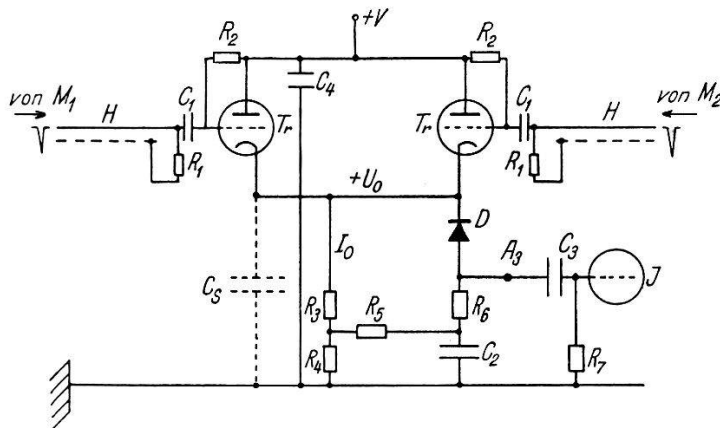 +V
R₂
R₂
von M₁
H
C₁
C₄
Tr
Tr
C₁
H
von M₂
R₁
R₁
+U₀
I₀
D
A₃
C₃
J
Cₛ
R₃
R₅
R₆
R₄
C₂
R₇